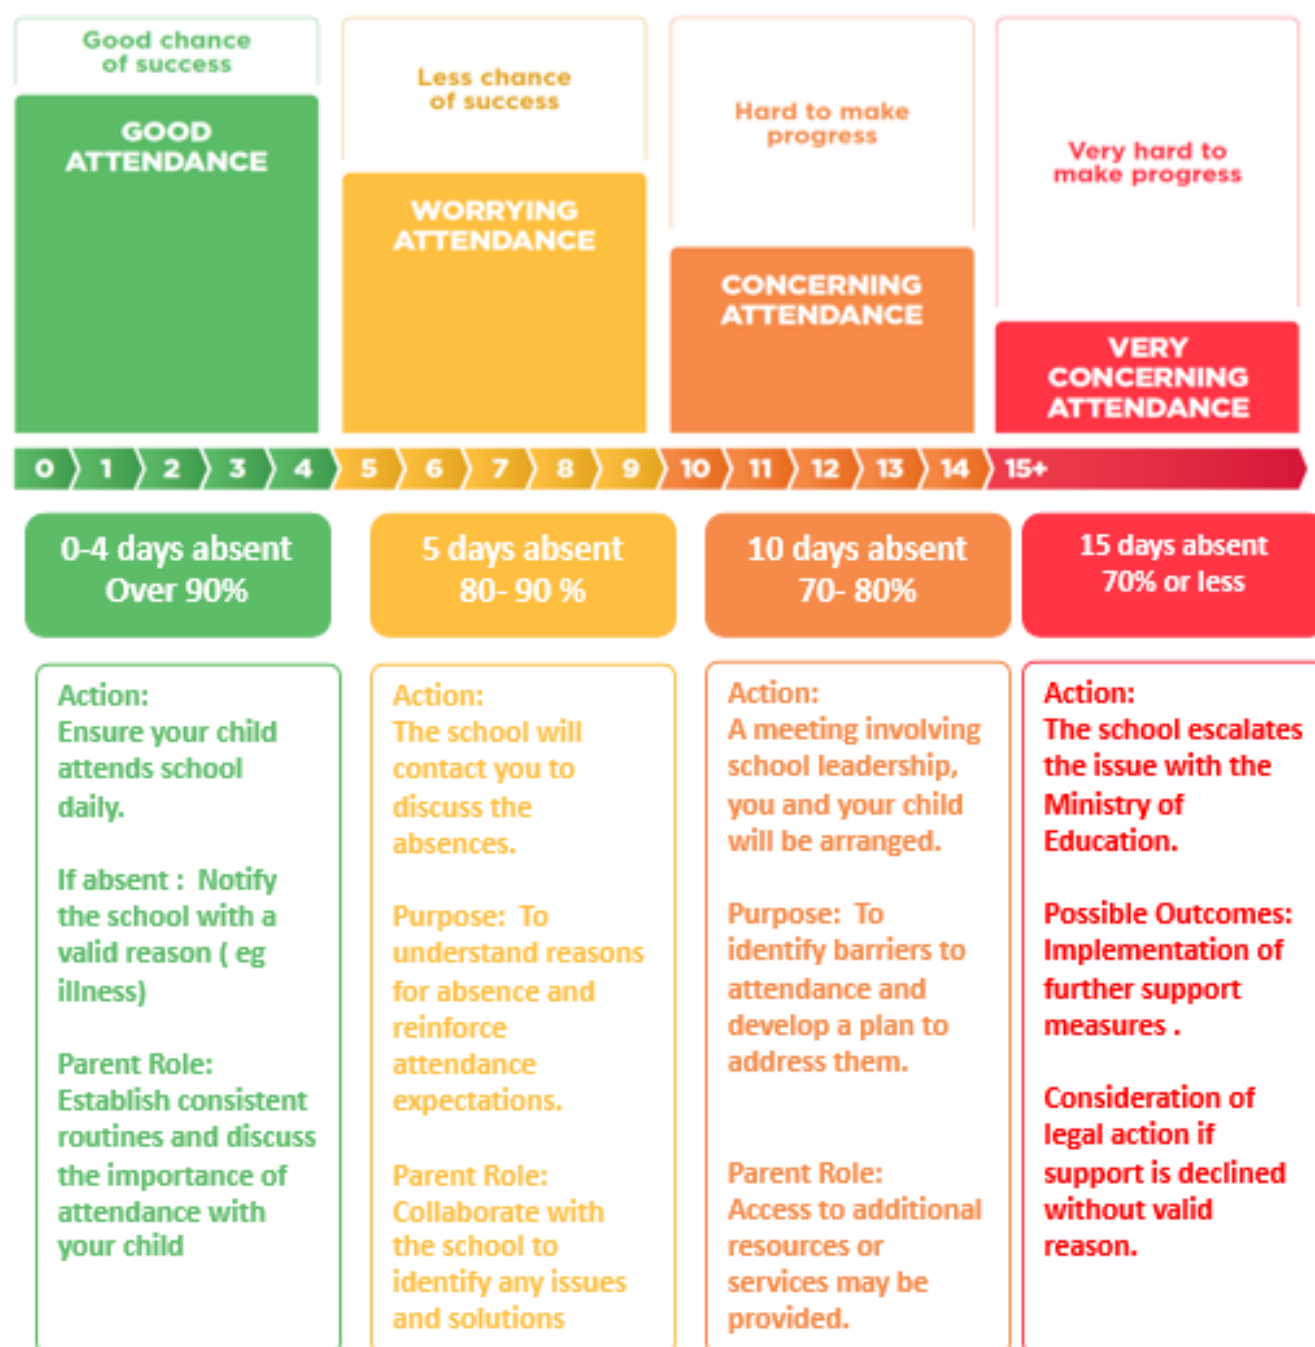 Good chance
of success
GOOD
ATTENDANCE
Less chance
of success
WORRYING
ATTENDANCE
Hard to make
progress
CONCERNING
ATTENDANCE
Very hard to
make progress
VERY
CONCERNING
ATTENDANCE
0 1 2 3 4 5 6 7 8 9 10 11 12 13 14 15+
0-4 days absent
Over 90%
5 days absent
80- 90 %
10 days absent
70- 80%
15 days absent
70% or less
Action:
Ensure your child
attends school
daily.
If absent : Notify
the school with a
valid reason ( eg
illness)
Parent Role:
Establish consistent
routines and discuss
the importance of
attendance with
your child
Action:
The school will
contact you to
discuss the
absences.
Purpose: To
understand reasons
for absence and
reinforce
attendance
expectations.
Parent Role:
Collaborate with
the school to
identify any issues
and solutions
Action:
A meeting involving
school leadership,
you and your child
will be arranged.
Purpose: To
identify barriers to
attendance and
develop a plan to
address them.
Parent Role:
Access to additional
resources or
services may be
provided.
Action:
The school escalates
the issue with the
Ministry of
Education.
Possible Outcomes:
Implementation of
further support
measures .
Consideration of
legal action if
support is declined
without valid
reason.